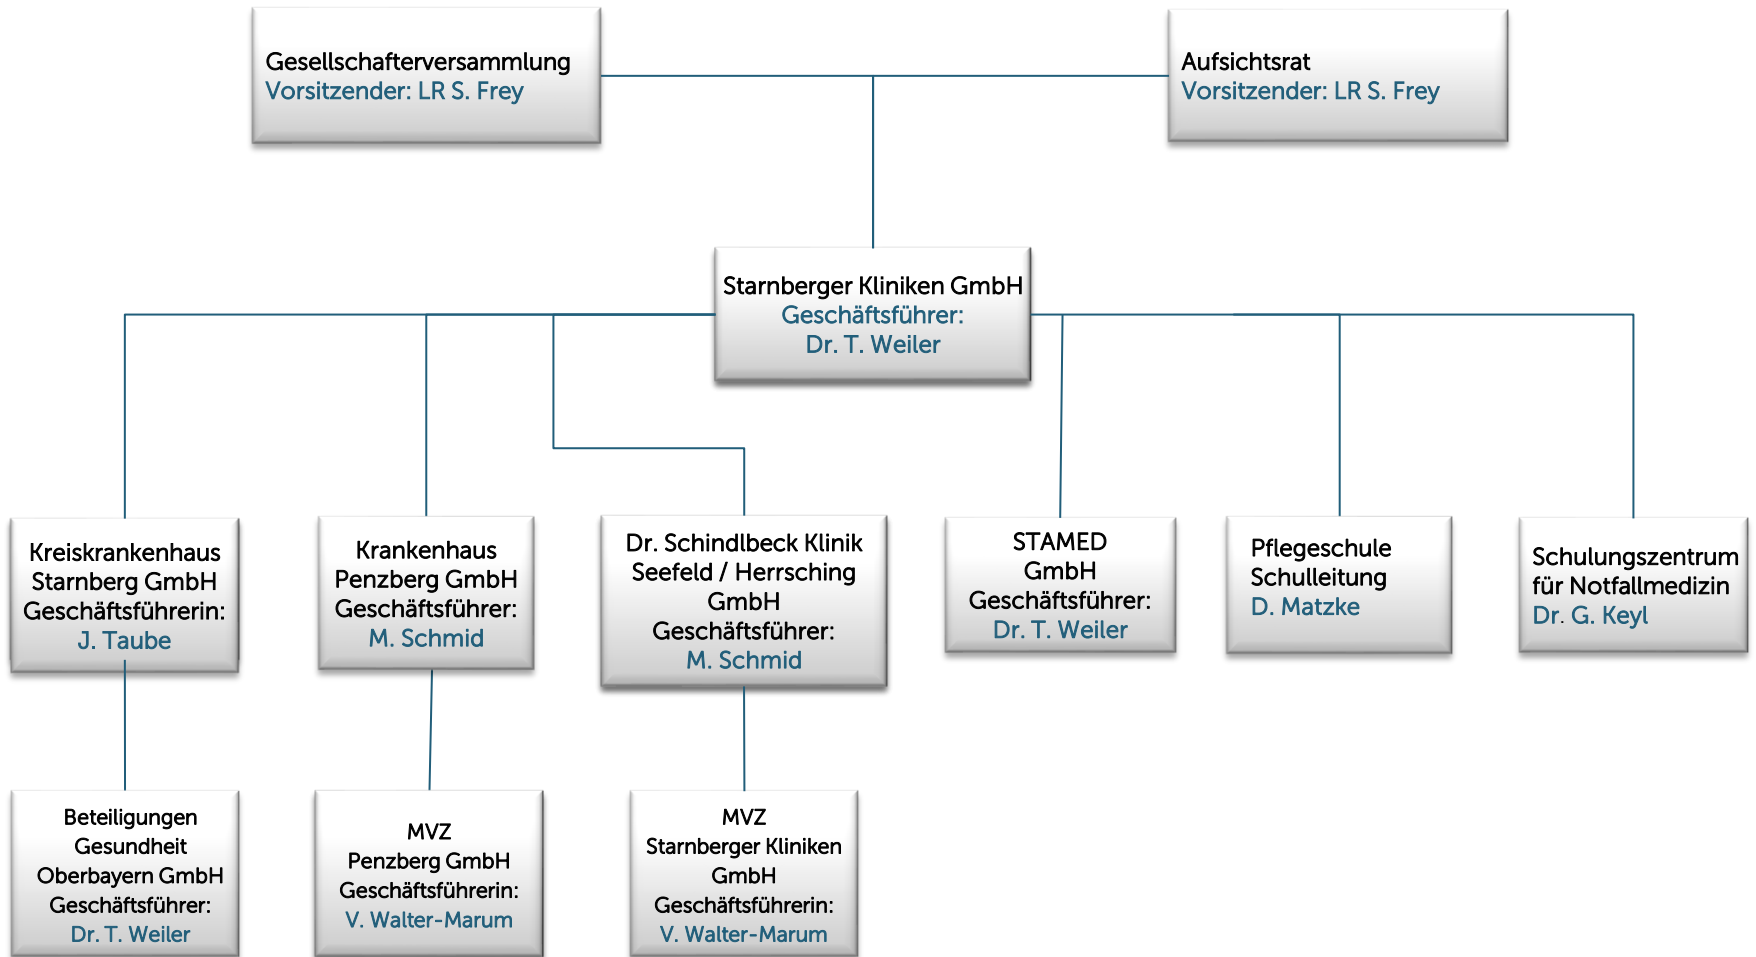 Gesellschafterversammlung
Vorsitzender: LR S. Frey
Aufsichtsrat
Vorsitzender: LR S. Frey
Starnberger Kliniken GmbH
Geschäftsführer:
Dr. T. Weiler
Kreiskrankenhaus
Starnberg GmbH
Geschäftsführerin:
J. Taube
Krankenhaus
Penzberg GmbH
Geschäftsführer:
M. Schmid
Dr. Schindlbeck Klinik
Seefeld / Herrsching
GmbH
Geschäftsführer:
M. Schmid
STAMED
GmbH
Geschäftsführer:
Dr. T. Weiler
Pflegeschule
Schulleitung
D. Matzke
Schulungszentrum
für Notfallmedizin
Dr. G. Keyl
Beteiligungen
Gesundheit
Oberbayern GmbH
Geschäftsführer:
Dr. T. Weiler
MVZ
Penzberg GmbH
Geschäftsführerin:
V. Walter-Marum
MVZ
Starnberger Kliniken
GmbH
Geschäftsführerin:
V. Walter-Marum